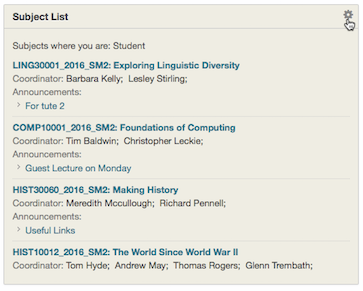 Subject List
Subjects where you are: Student
LING30001_2016_SM2: Exploring Linguistic Diversity
Coordinator: Barbara Kelly; Lesley Stirling;
Announcements:
For tute 2
COMP10001_2016_SM2: Foundations of Computing
Coordinator: Tim Baldwin; Christopher Leckie;
Announcements:
Guest Lecture on Monday
HIST30060_2016_SM2: Making History
Coordinator: Meredith Mccullough; Richard Pennell;
Announcements:
Useful Links
HIST10012_2016_SM2: The World Since World War II
Coordinator: Tom Hyde; Andrew May; Thomas Rogers; Glenn Trembath;